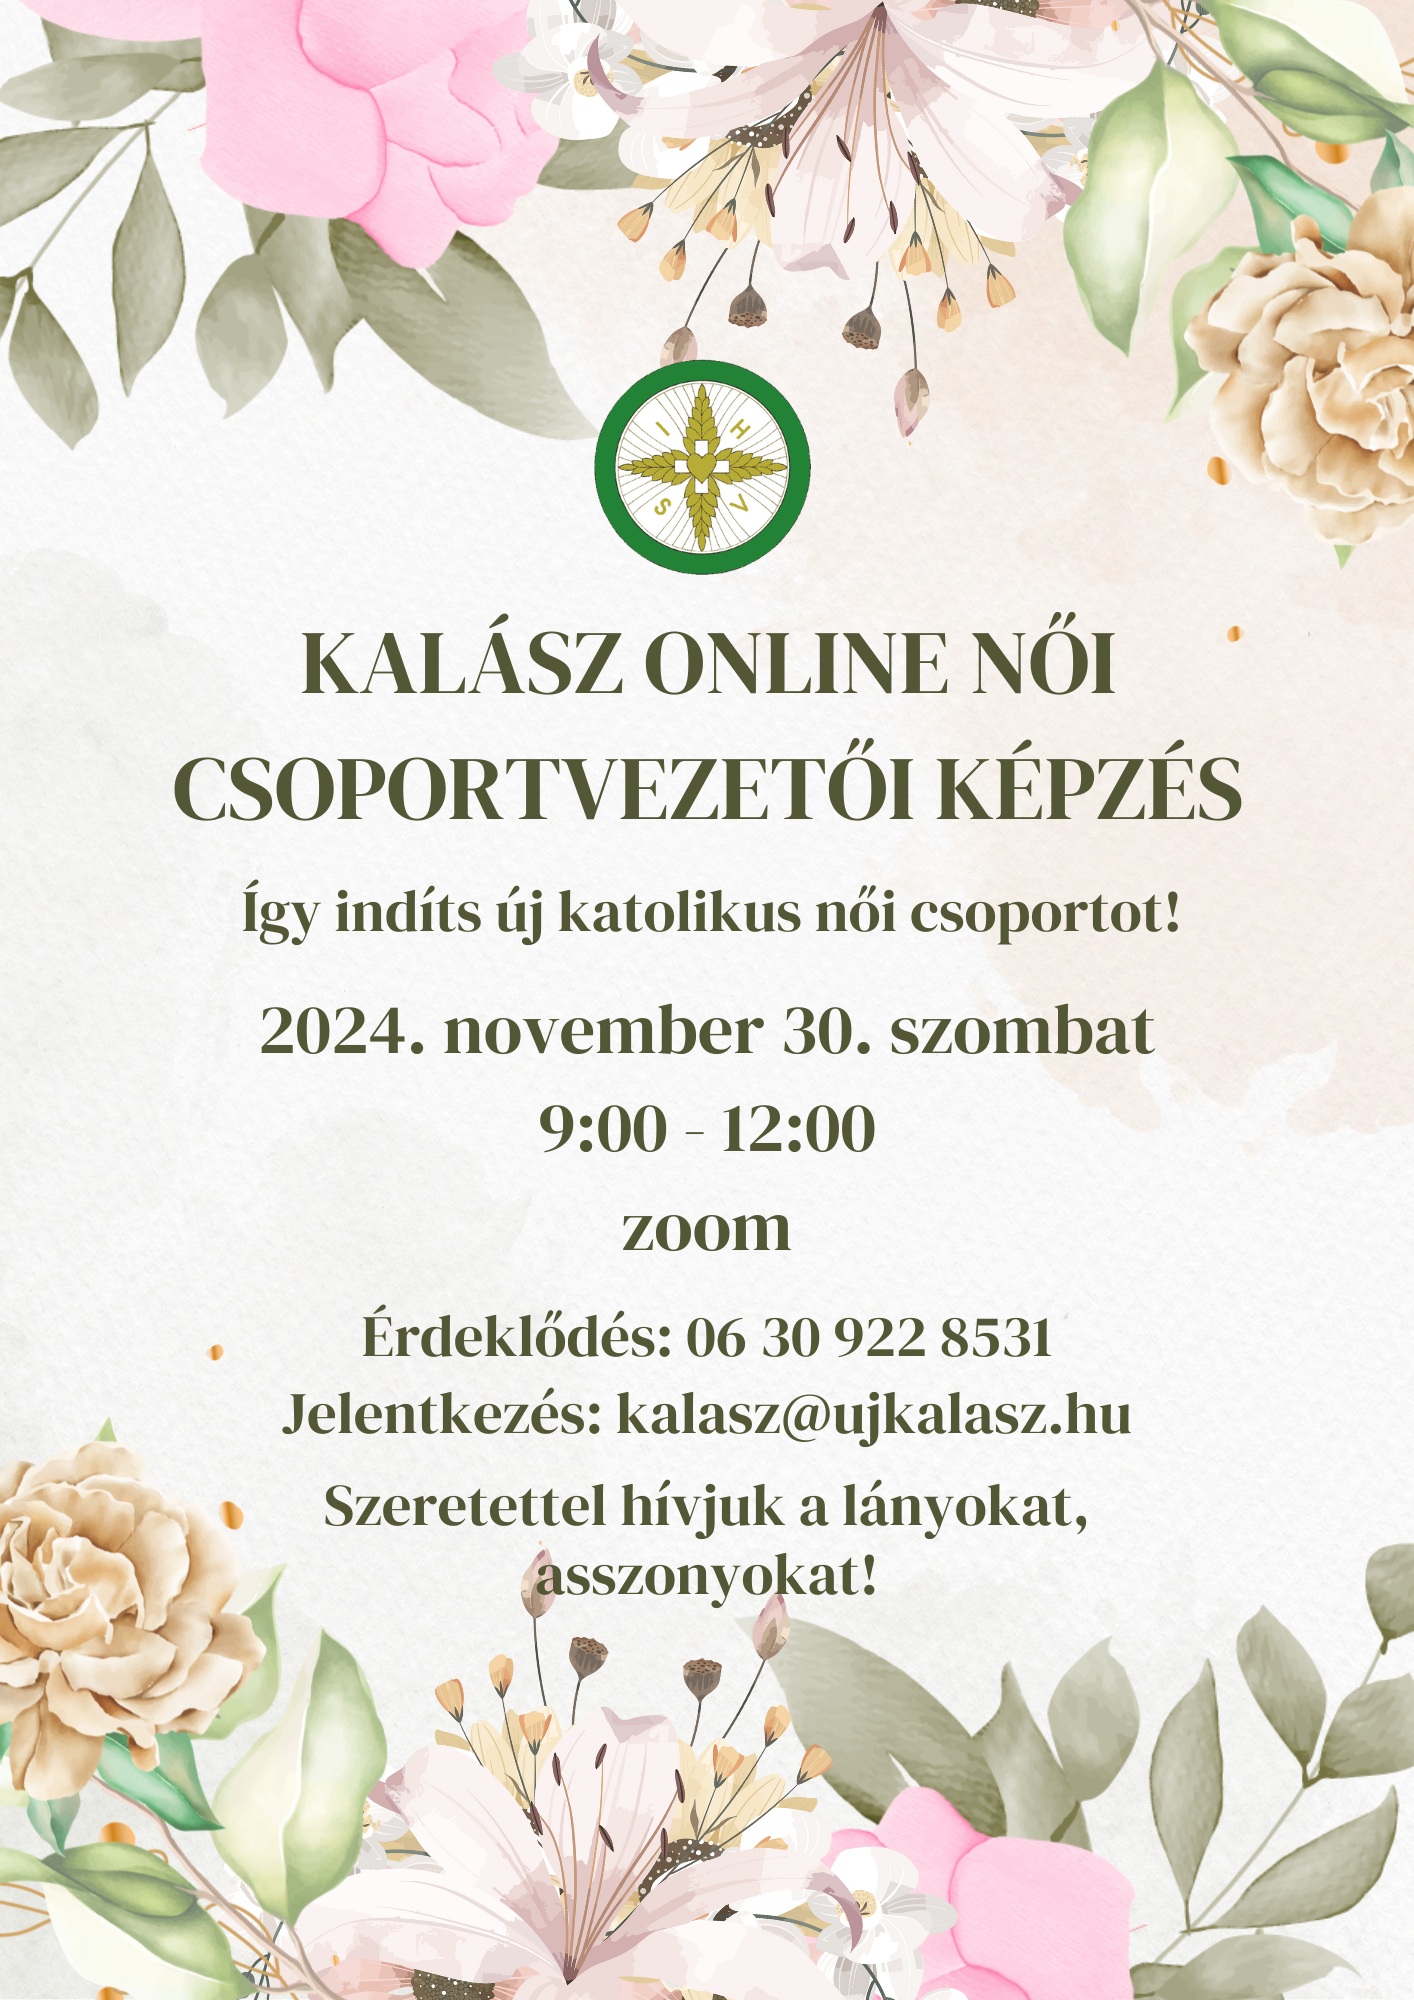 I H
S V
KALÁSZ ONLINE NŐI
CSOPORTVEZETŐI KÉPZÉS
Így indíts új katolikus női csoportot!
2024. november 30. szombat
9:00 - 12:00
zoom
Érdeklődés: 06 30 922 8531
Jelentkezés: kalasz@ujkalasz.hu
Szeretettel hívjuk a lányokat,
asszonyokat!